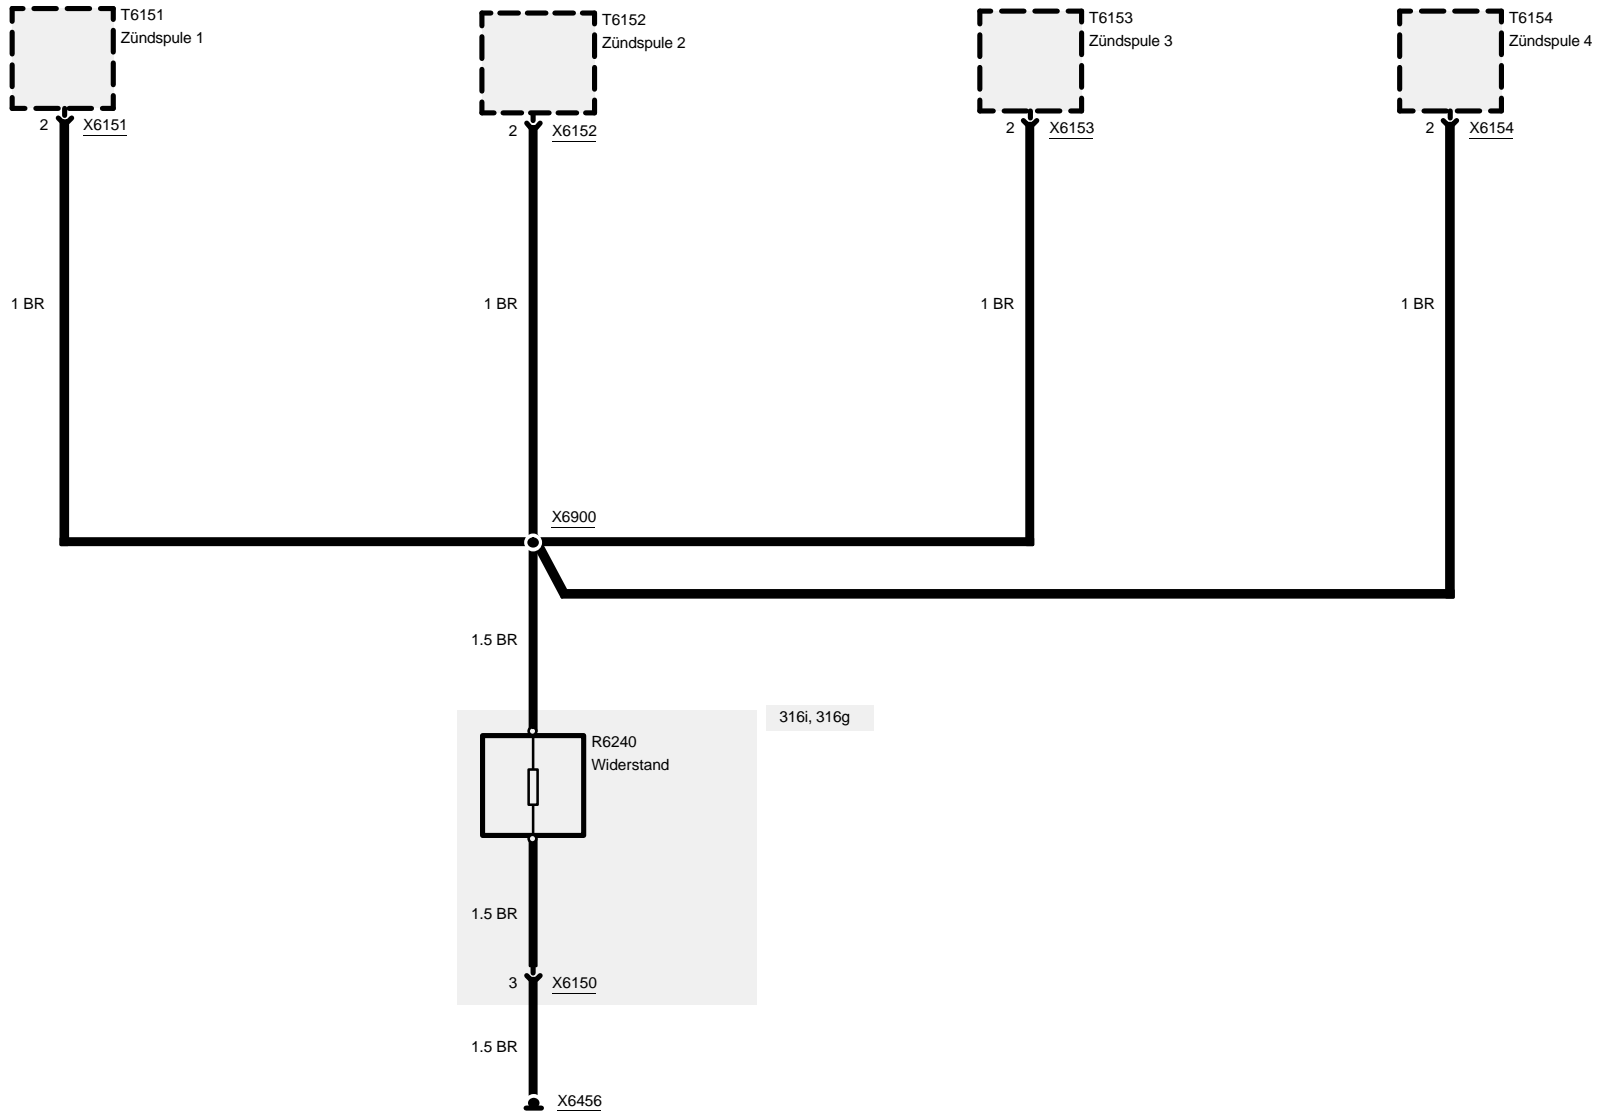 T6151
Zündspule 1
T6152
Zündspule 2
T6153
Zündspule 3
T6154
Zündspule 4
2 X6151
2 X6152
2 X6153
2 X6154
1 BR
1 BR
1 BR
1 BR
X6900
1.5 BR
316i, 316g
R6240
Widerstand
1.5 BR
3 X6150
1.5 BR
X6456